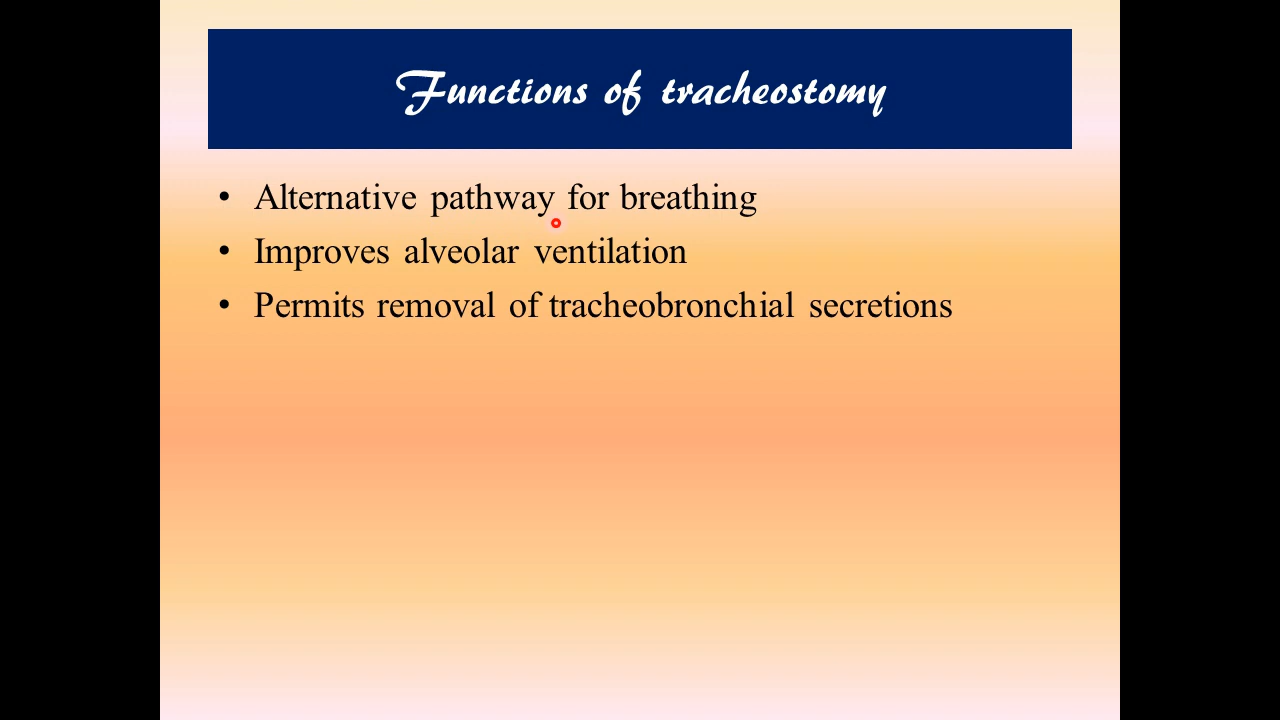 Functions of tracheostomy
• Alternative pathway for breathing
• Improves alveolar ventilation
• Permits removal of tracheobronchial secretions